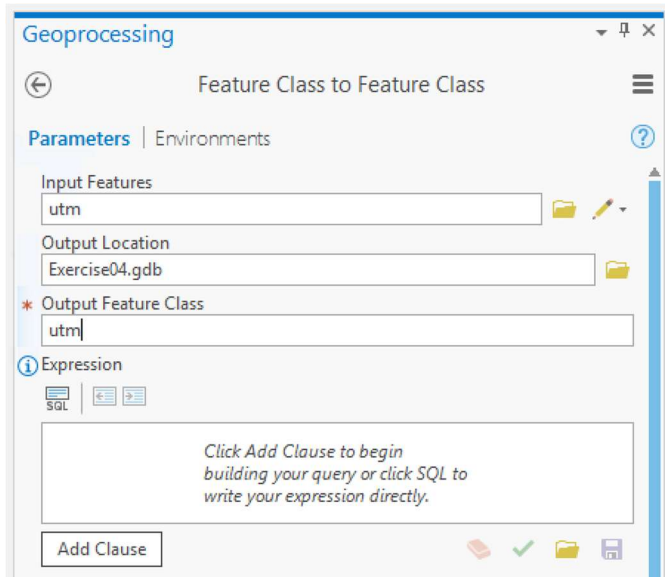 Geoprocessing
Feature Class to Feature Class
Parameters | Environments
?
Input Features
utm
Output Location
Exercise04.gdb
* Output Feature Class
utm
i Expression
SQL
Click Add Clause to begin
building your query or click SQL to
write your expression directly.
Add Clause